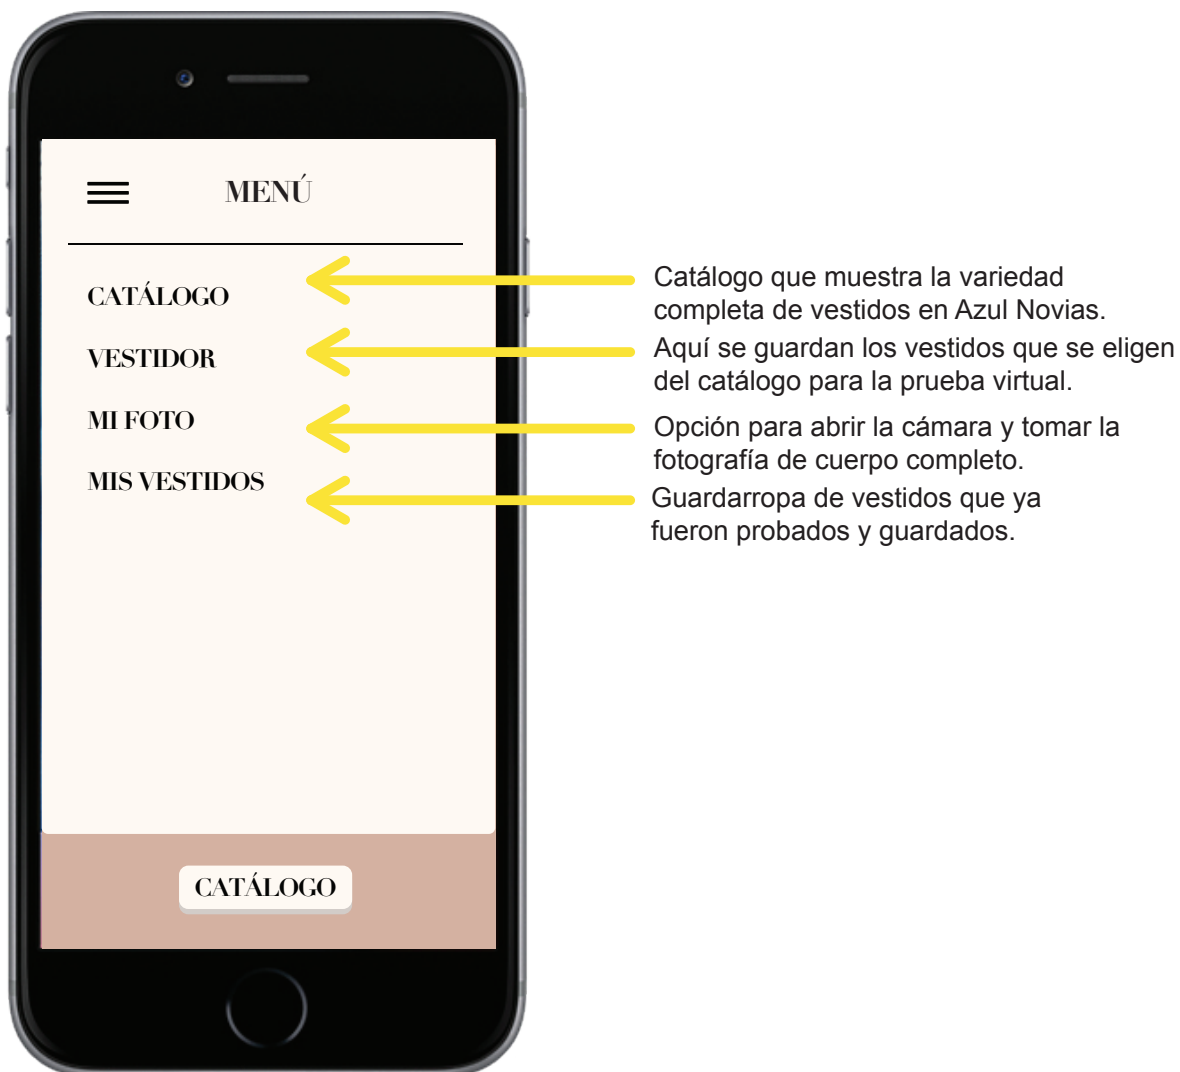 MENÚ
CATÁLOGO
VESTIDOR
MI FOTO
MIS VESTIDOS
CATÁLOGO
Catálogo que muestra la variedad
completa de vestidos en Azul Novias.
Aquí se guardan los vestidos que se eligen
del catálogo para la prueba virtual.
Opción para abrir la cámara y tomar la
fotografía de cuerpo completo.
Guardarropa de vestidos que ya
fueron probados y guardados.